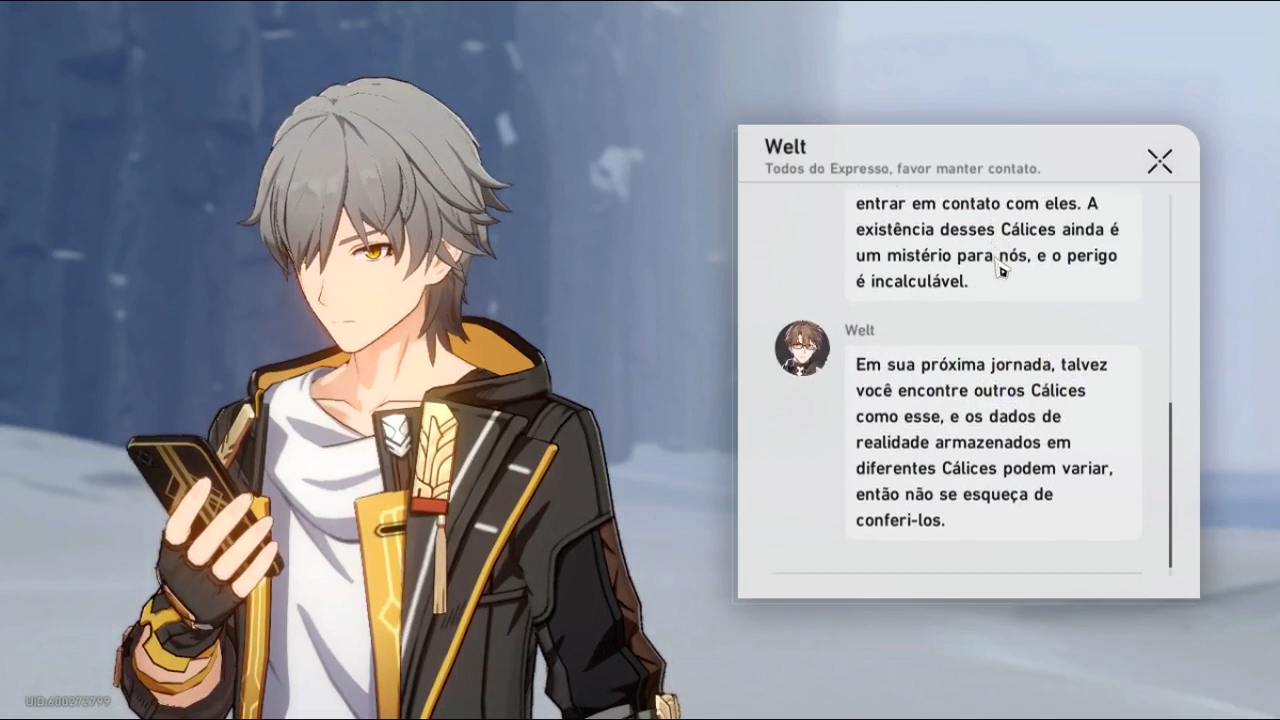 Welt
Todos do Expresso, favor manter contato.
entrar em contato com eles. A
existência desses Cálices ainda é
um mistério para nós, e o perigo
é incalculável.
Welt
Em sua próxima jornada, talvez
você encontre outros Cálices
como esse, e os dados de
realidade armazenados em
diferentes Cálices podem variar,
então não se esqueça de
conferi-los.
UID:600272799